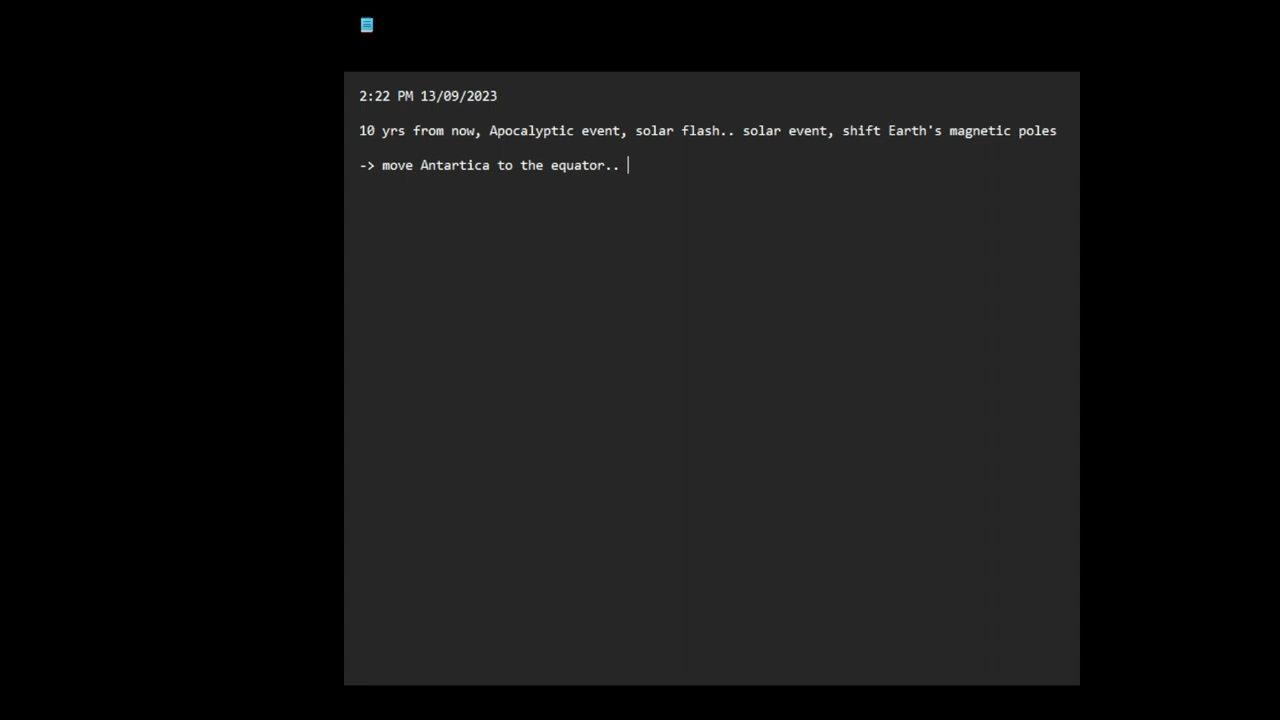 2:22 PM 13/09/2023
10 yrs from now, Apocalyptic event, solar flash.. solar event, shift Earth's magnetic poles
-> move Antartica to the equator..